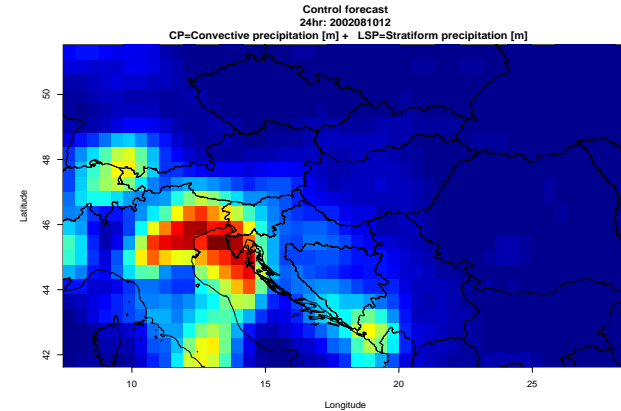 Control forecast
24hr: 2002081012
CP=Convective precipitation [m] + LSP=Stratiform precipitation [m]
50
48
46
44
42
Latitude
10
15
20
25
Longitude